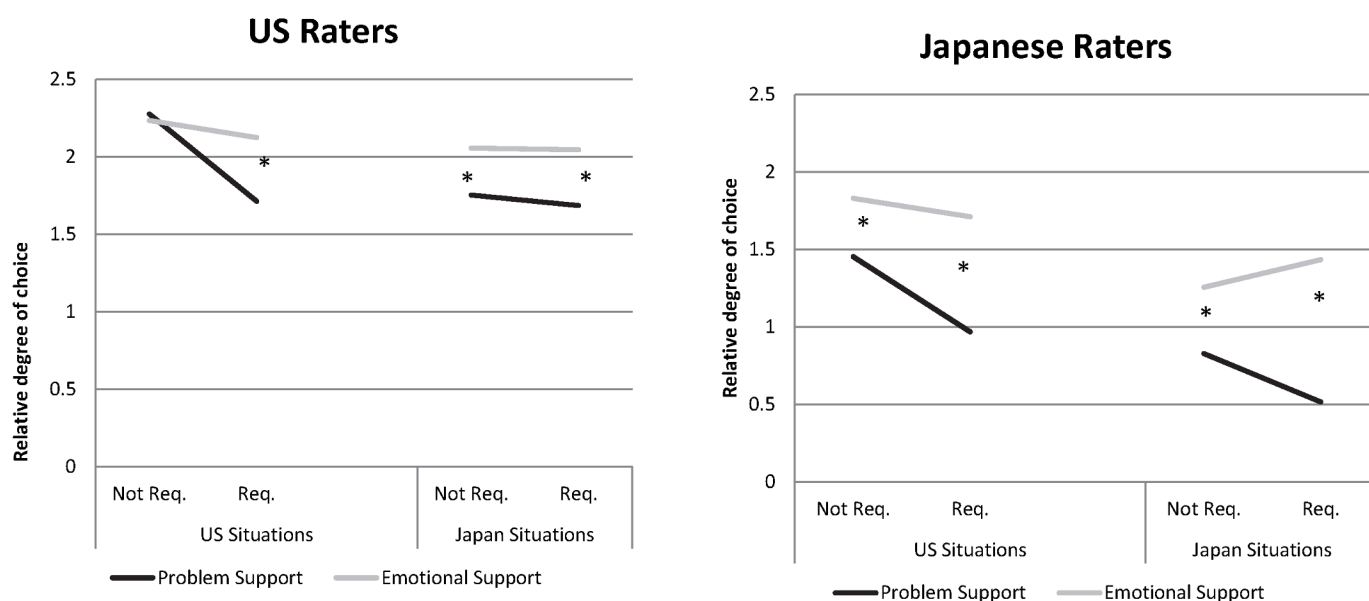 US Raters
2.5
2
1.5
1
0.5
0
Relative degree of choice
*
*
*
Not Req.
Req.
Not Req.
Req.
US Situations
Japan Situations
Problem Support
Emotional Support
Japanese Raters
2.5
2
1.5
1
0.5
0
Relative degree of choice
*
*
*
*
Not Req.
Req.
Not Req.
Req.
US Situations
Japan Situations
Problem Support
Emotional Support